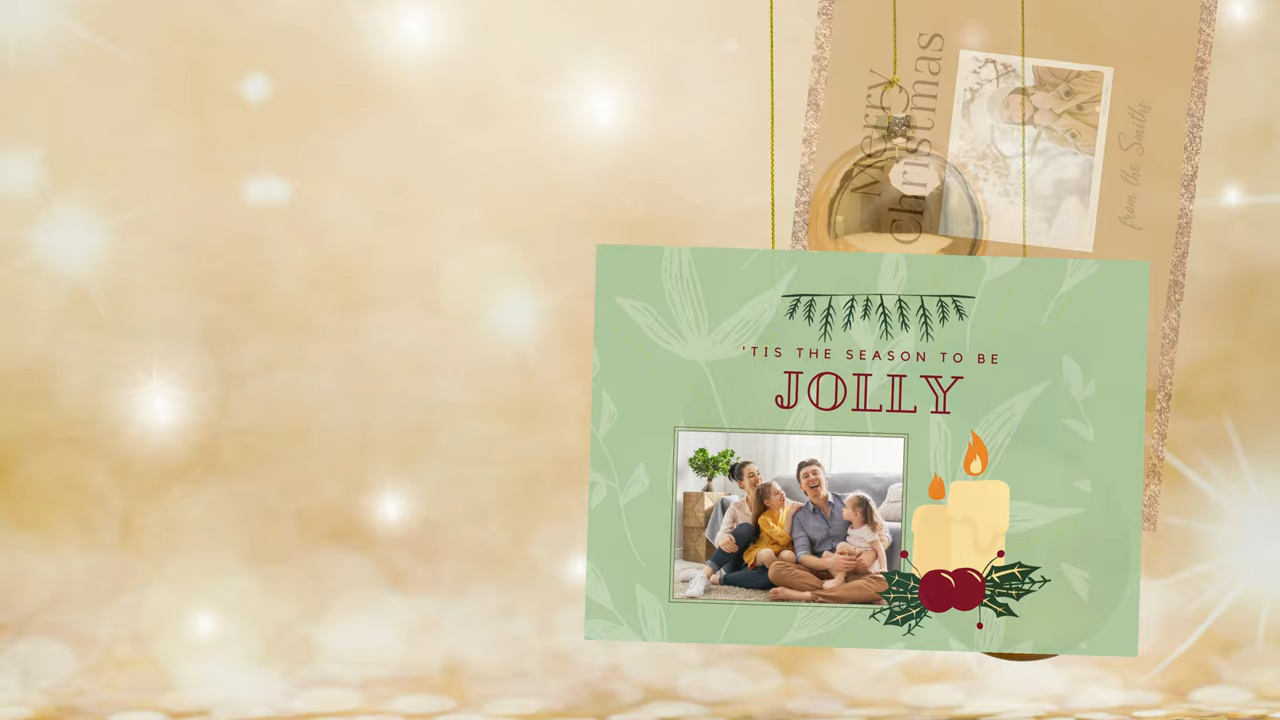 Merry
Christmas
from the Smiths
'TIS THE SEASON TO BE
JOLLY